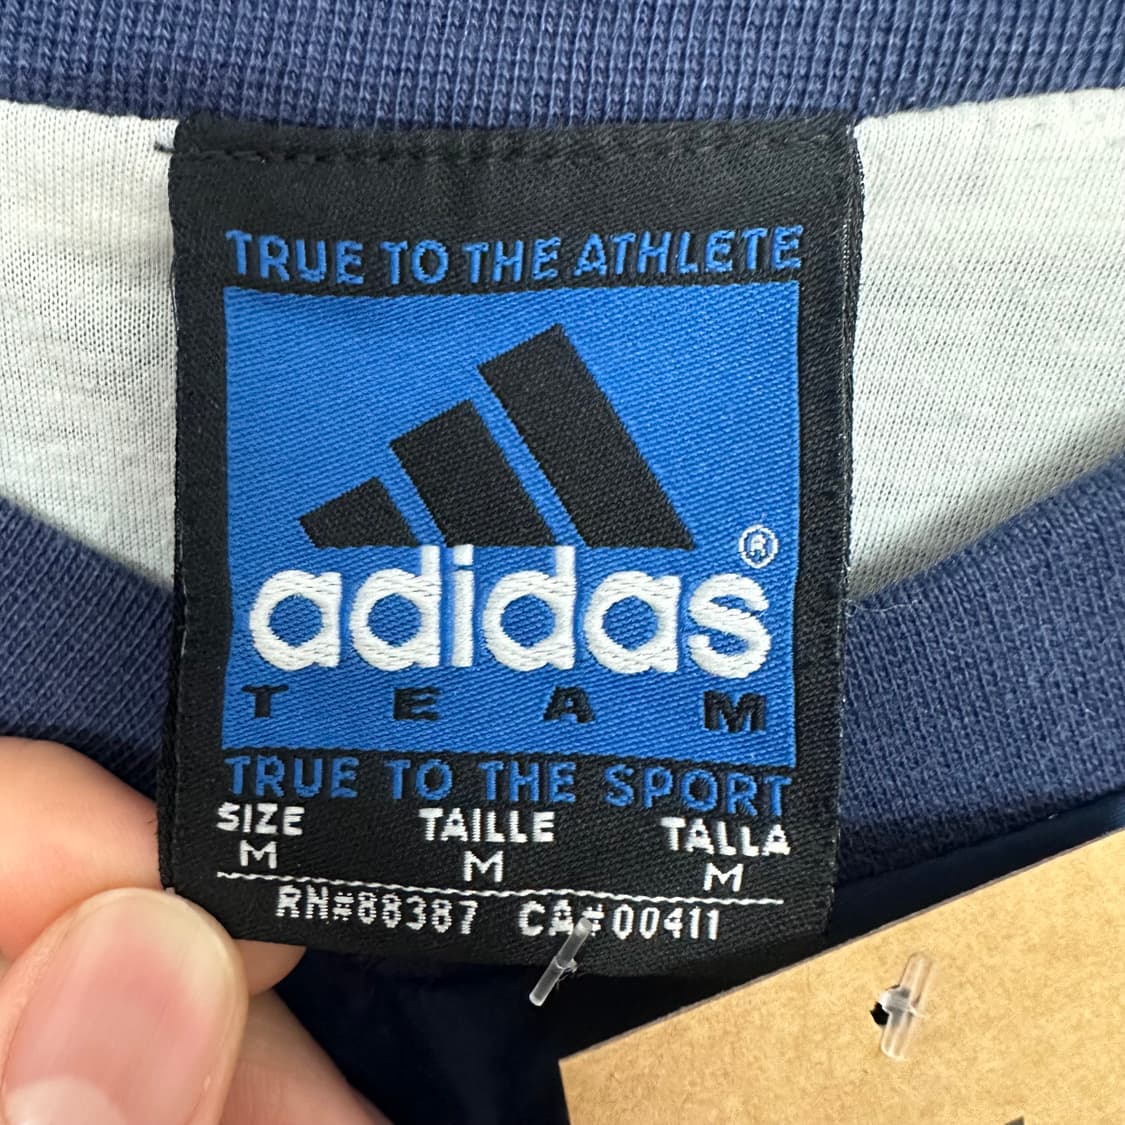 TRUE TO THE ATHLETE
adidas®
TEAM
TRUE TO THE SPORT
SIZE TAILLE TALLA
M M M
RN#88387 CA#00411